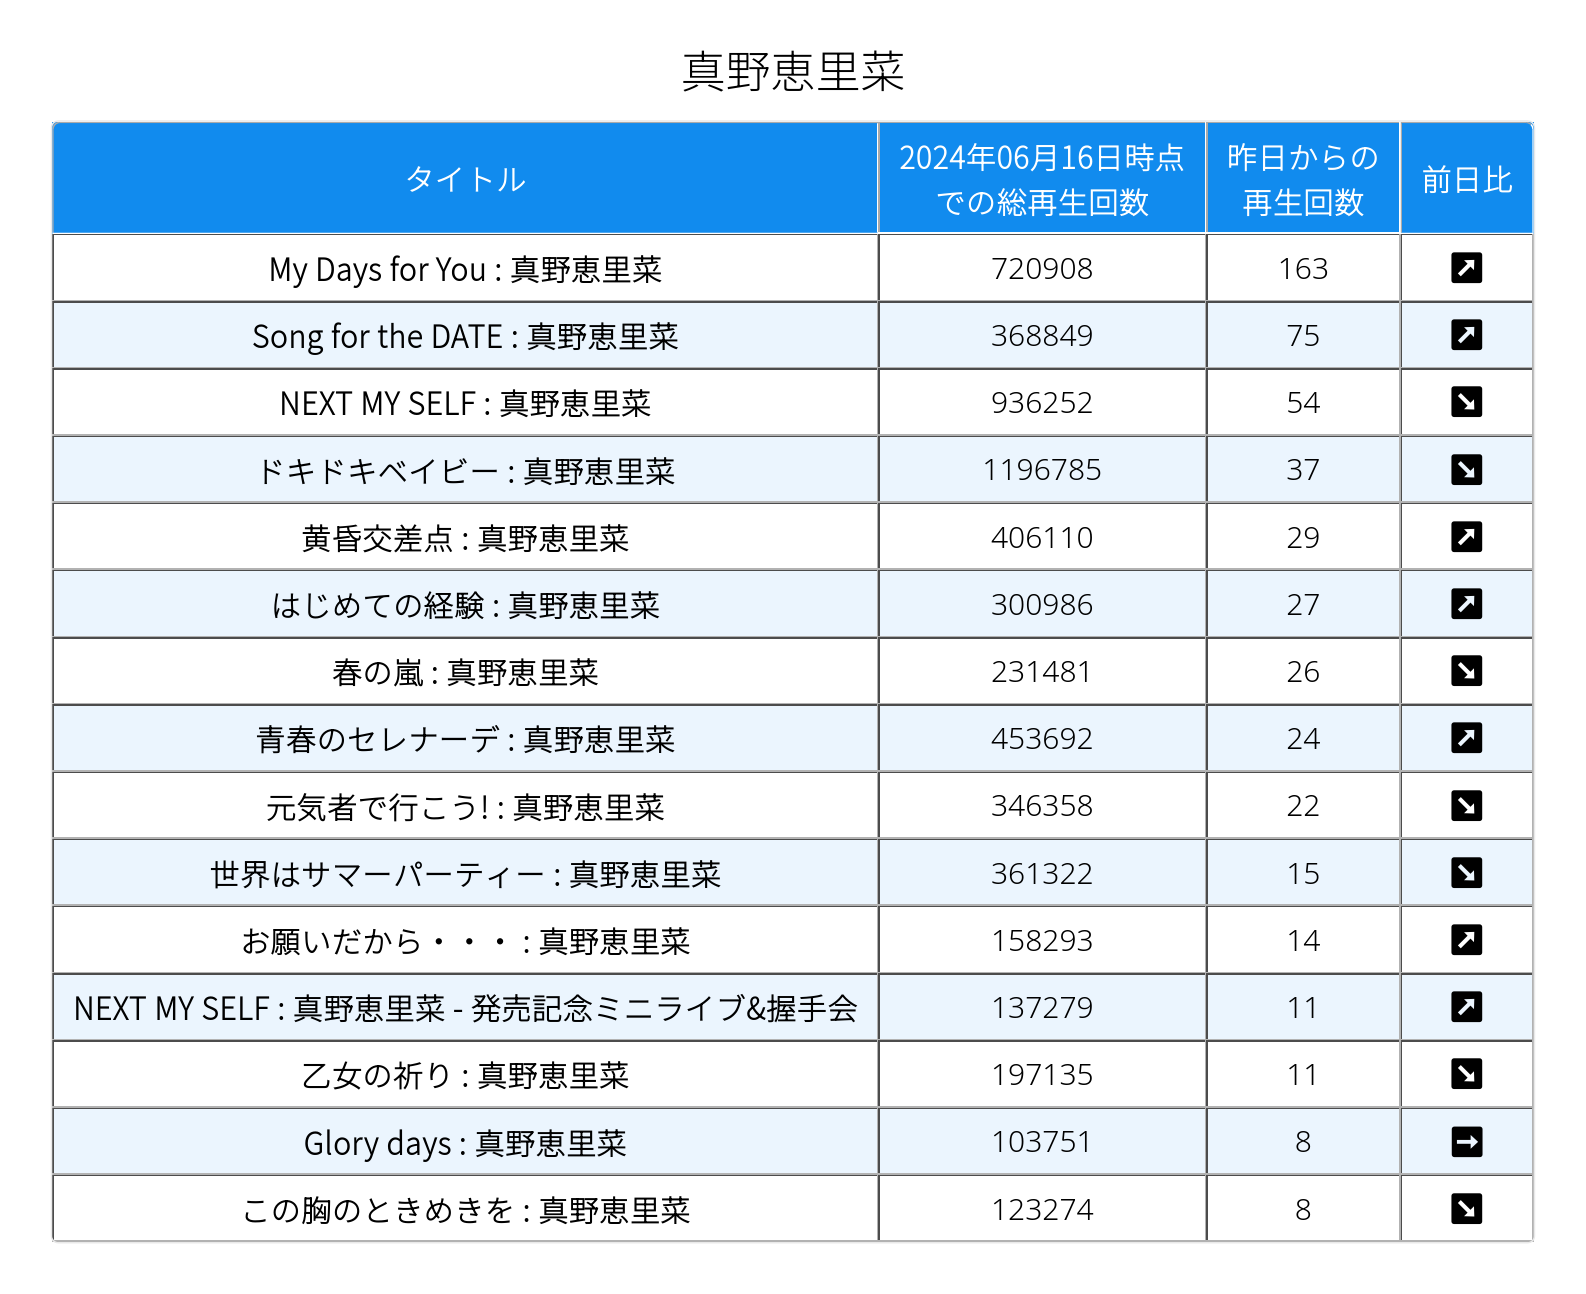 真野恵里菜
タイトル 2024年06月16日時点での総再生回数 昨日からの再生回数 前日比
My Days for You : 真野恵里菜 720908 163 ↗
Song for the DATE : 真野恵里菜 368849 75 ↗
NEXT MY SELF : 真野恵里菜 936252 54 ↘
ドキドキベイビー : 真野恵里菜 1196785 37 ↘
黄昏交差点 : 真野恵里菜 406110 29 ↗
はじめての経験 : 真野恵里菜 300986 27 ↗
春の嵐 : 真野恵里菜 231481 26 ↘
青春のセレナーデ : 真野恵里菜 453692 24 ↗
元気者で行こう! : 真野恵里菜 346358 22 ↘
世界はサマーパーティー : 真野恵里菜 361322 15 ↘
お願いだから・・・ : 真野恵里菜 158293 14 ↗
NEXT MY SELF : 真野恵里菜 - 発売記念ミニライブ&握手会 137279 11 ↗
乙女の祈り : 真野恵里菜 197135 11 ↘
Glory days : 真野恵里菜 103751 8 →
この胸のときめきを : 真野恵里菜 123274 8 ↘